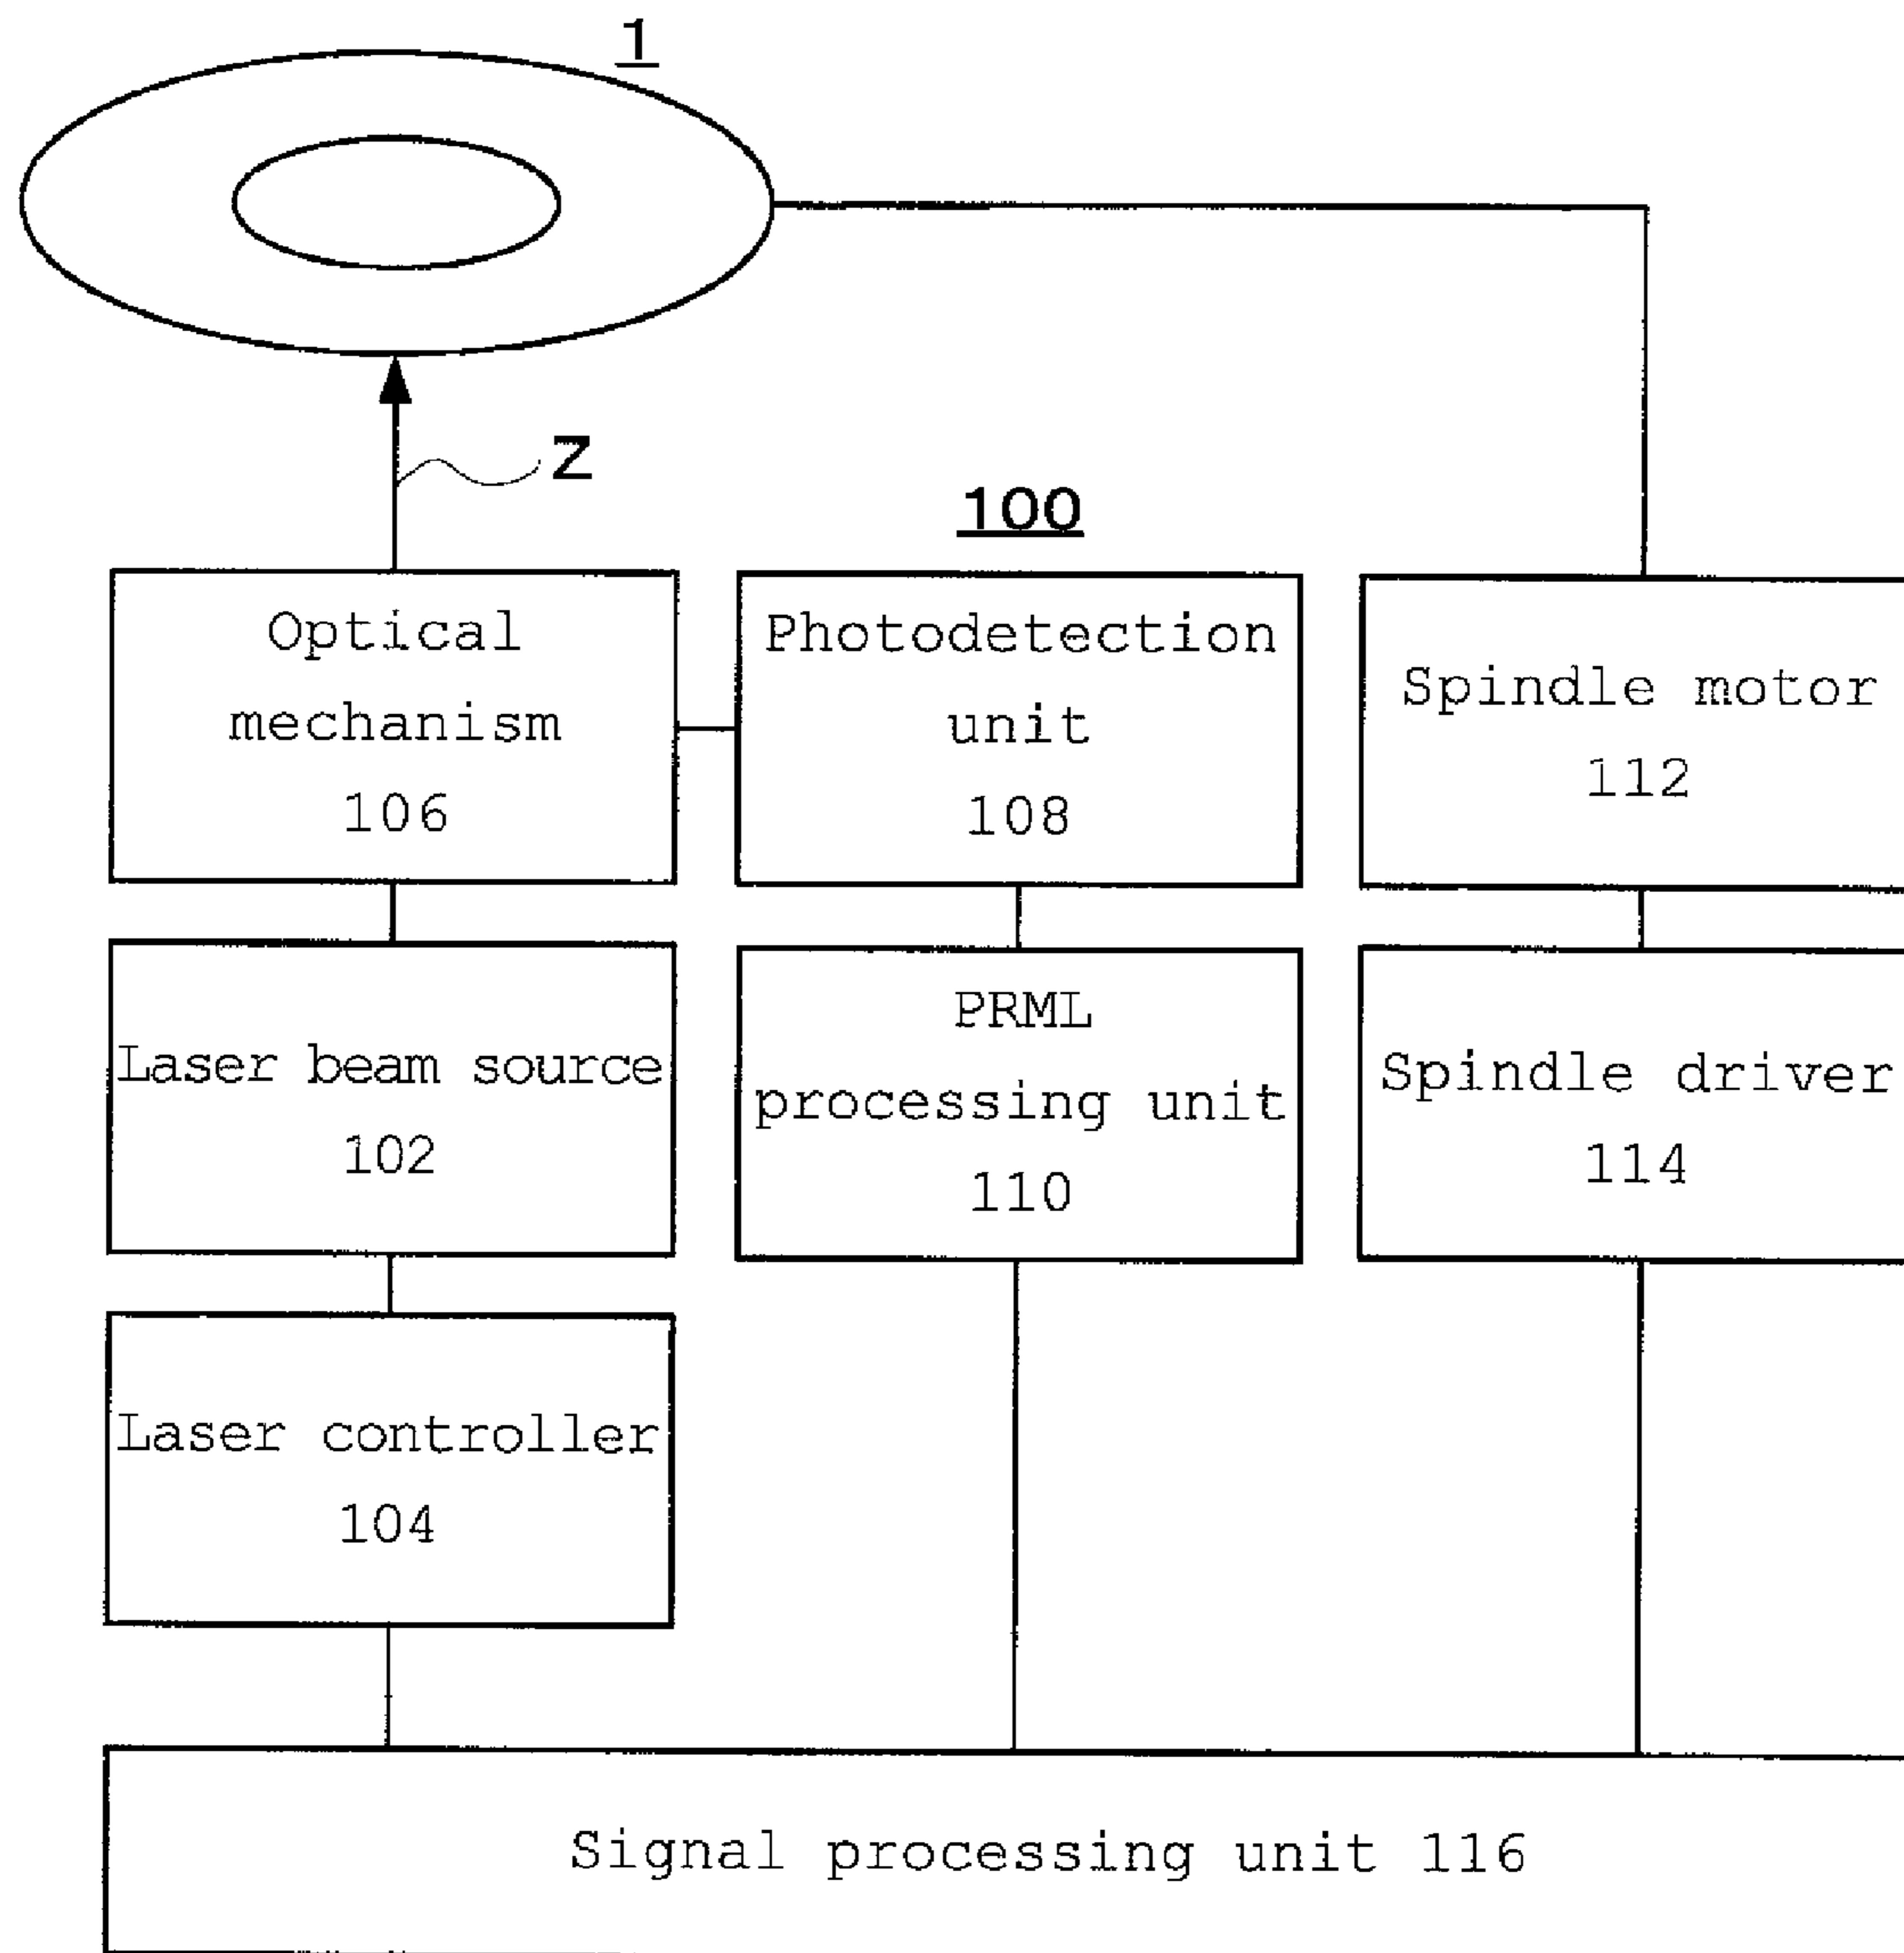 1
Z
100
Optical
mechanism
106
Photodetection
unit
108
Spindle motor
112
Laser beam source
102
PRML
processing unit
110
Spindle driver
114
Laser controller
104
Signal processing unit 116